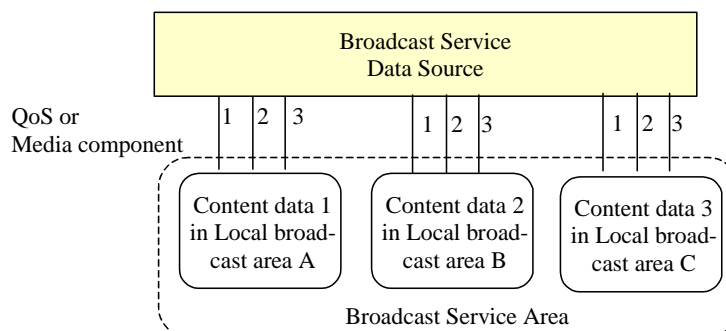 Broadcast Service
Data Source
QoS or
Media component
1 2 3
1 2 3
1 2 3
Content data 1
in Local broad-
cast area A
Content data 2
in Local broad-
cast area B
Content data 3
in Local broad-
cast area C
Broadcast Service Area